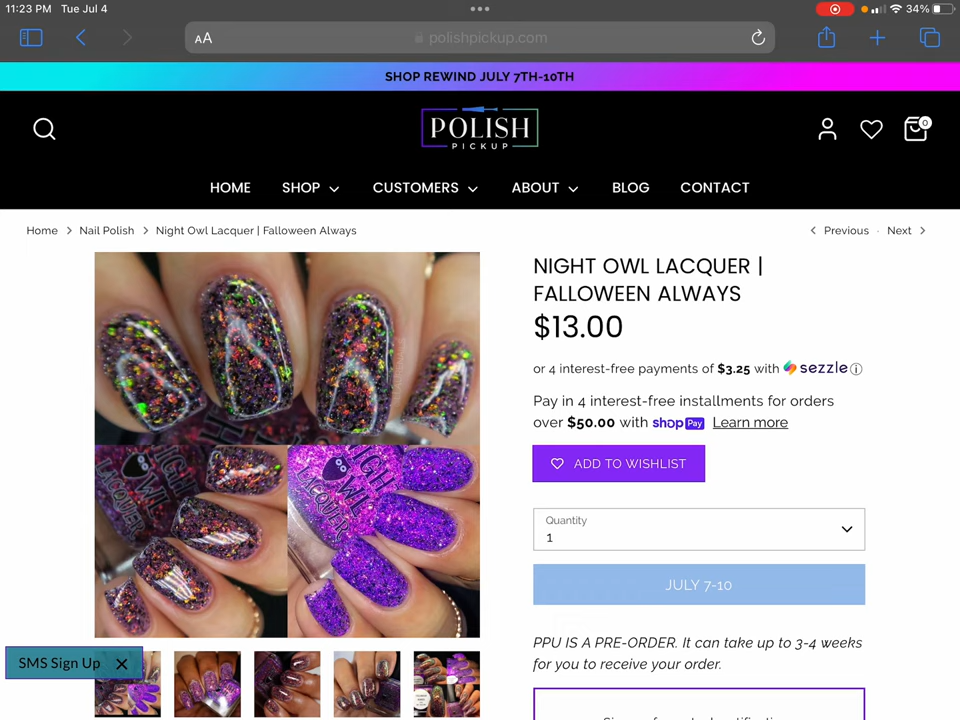 11:23 PM Tue Jul 4
34%
AA
polishpickup.com
SHOP REWIND JULY 7TH-10TH
POLISH
PICKUP
0
HOME SHOP CUSTOMERS ABOUT BLOG CONTACT
Home > Nail Polish > Night Owl Lacquer | Falloween Always
< Previous · Next >
NIGHT OWL LACQUER |
FALLOWEEN ALWAYS
$13.00
or 4 interest-free payments of $3.25 with sezzle
Pay in 4 interest-free installments for orders
over $50.00 with shop Pay Learn more
ADD TO WISHLIST
Quantity
1
JULY 7-10
PPU IS A PRE-ORDER. It can take up to 3-4 weeks
for you to receive your order.
NIGHT
OWL
LACQUER
SMS Sign Up